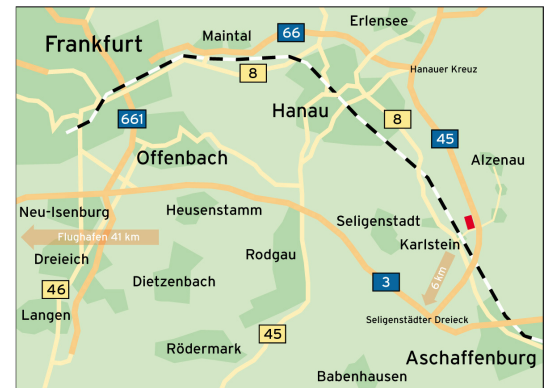 Erlensee
Maintal
66
Frankfurt
Hanauer Kreuz
8
Hanau
661
8
45
Offenbach
Alzenau
Neu-Isenburg
Heusenstamm
Seligenstadt
Flughafen 41 km
Karlstein
Dreieich
Rodgau
6 km
Dietzenbach
3
46
Langen
Seligenstädter Dreieck
45
Rödermark
Aschaffenburg
Babenhausen